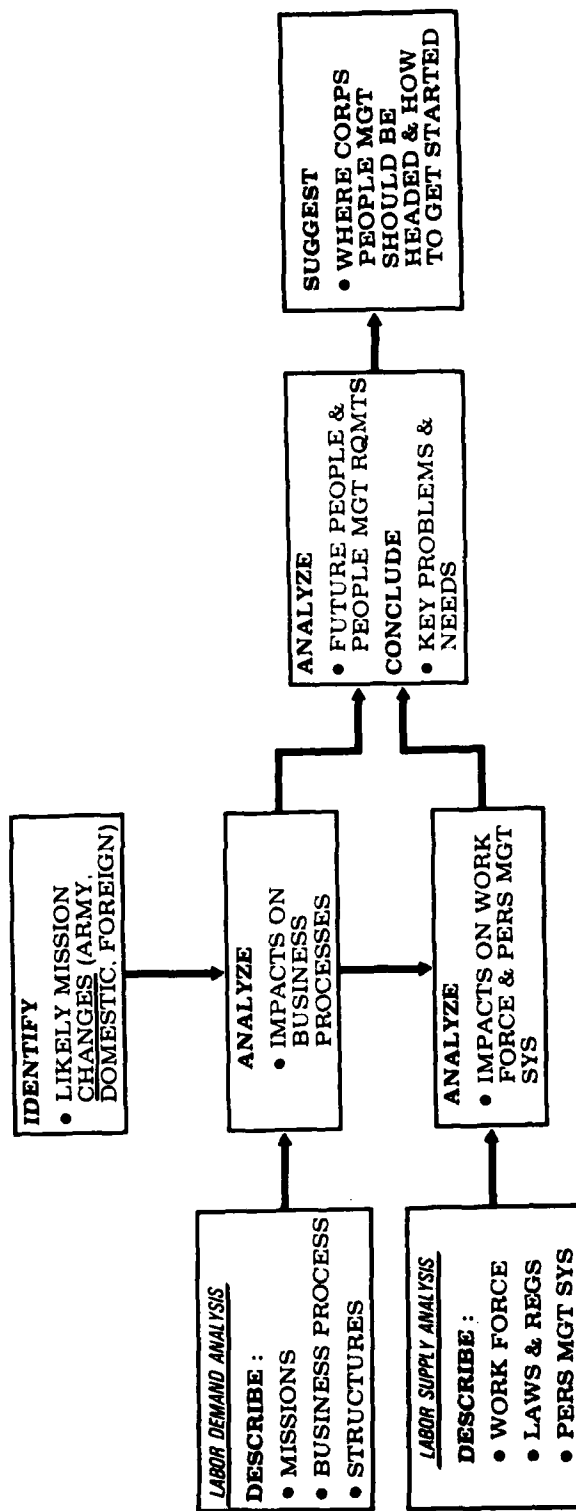 IDENTIFY
• LIKELY MISSION
CHANGES (ARMY,
DOMESTIC, FOREIGN)
LABOR DEMAND ANALYSIS
DESCRIBE :
• MISSIONS
• BUSINESS PROCESS
• STRUCTURES
ANALYZE
• IMPACTS ON
BUSINESS
PROCESSES
LABOR SUPPLY ANALYSIS
DESCRIBE :
• WORK FORCE
• LAWS & REGS
• PERS MGT SYS
ANALYZE
• IMPACTS ON WORK
FORCE & PERS MGT
SYS
ANALYZE
• FUTURE PEOPLE &
PEOPLE MGT RQMTS
CONCLUDE
• KEY PROBLEMS &
NEEDS
SUGGEST
• WHERE CORPS
PEOPLE MGT
SHOULD BE
HEADED & HOW
TO GET STARTED